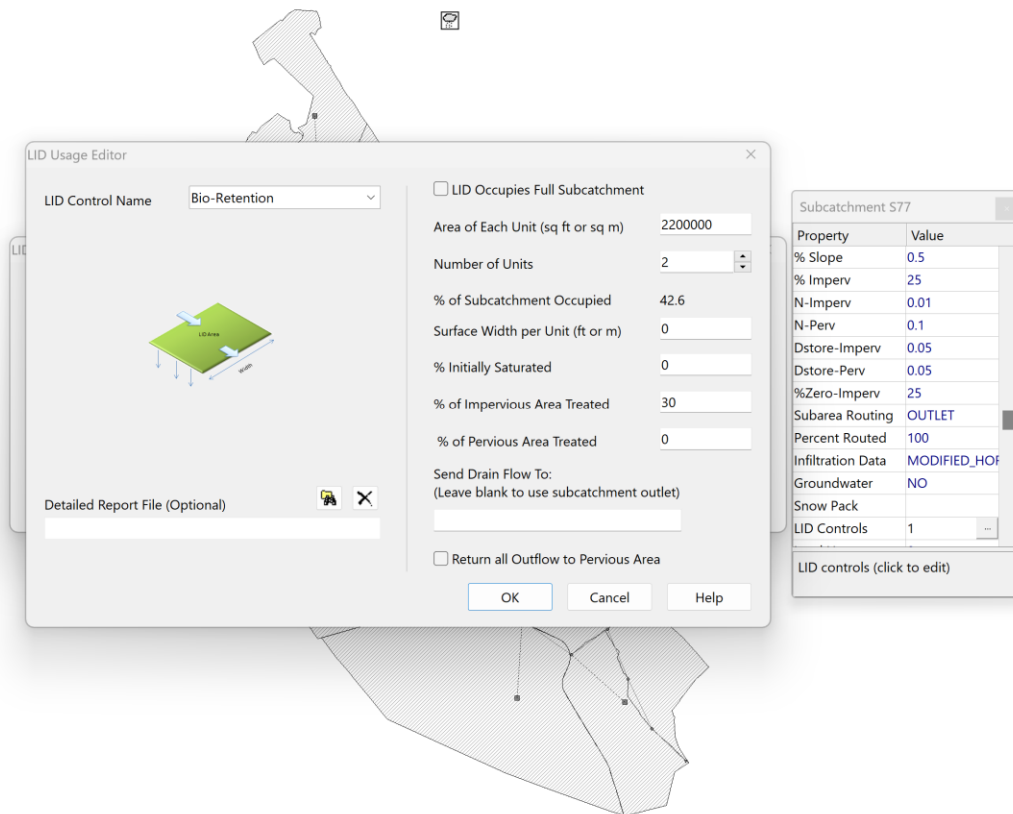 LID Usage Editor
LID Control Name
Bio-Retention
LID Area
Width
Detailed Report File (Optional)
LID Occupies Full Subcatchment
Area of Each Unit (sq ft or sq m) 2200000
Number of Units 2
% of Subcatchment Occupied 42.6
Surface Width per Unit (ft or m) 0
% Initially Saturated 0
% of Impervious Area Treated 30
% of Pervious Area Treated 0
Send Drain Flow To:
(Leave blank to use subcatchment outlet)
Return all Outflow to Pervious Area
OK Cancel Help
LID
Subcatchment S77
Property Value
% Slope 0.5
% Imperv 25
N-Imperv 0.01
N-Perv 0.1
Dstore-Imperv 0.05
Dstore-Perv 0.05
%Zero-Imperv 25
Subarea Routing OUTLET
Percent Routed 100
Infiltration Data MODIFIED_HOR
Groundwater NO
Snow Pack
LID Controls 1 ...
LID controls (click to edit)